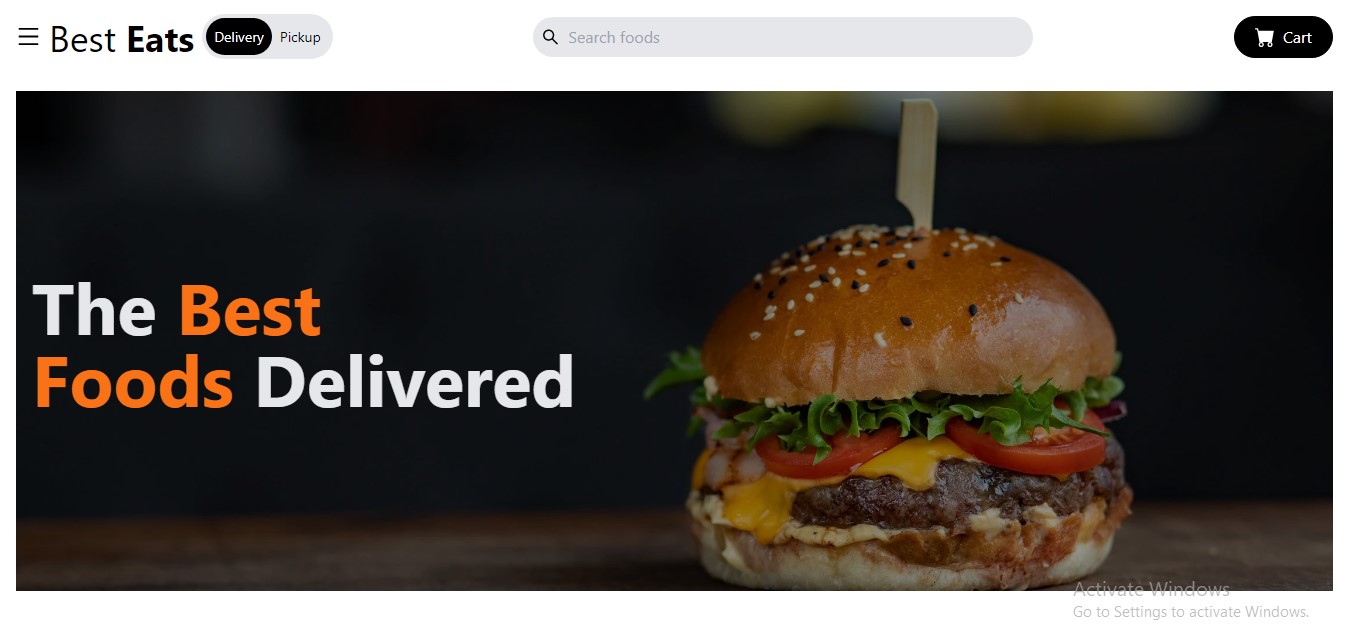 Best Eats
Delivery Pickup
Search foods
Cart
The Best
Foods Delivered
Activate Windows
Go to Settings to activate Windows.